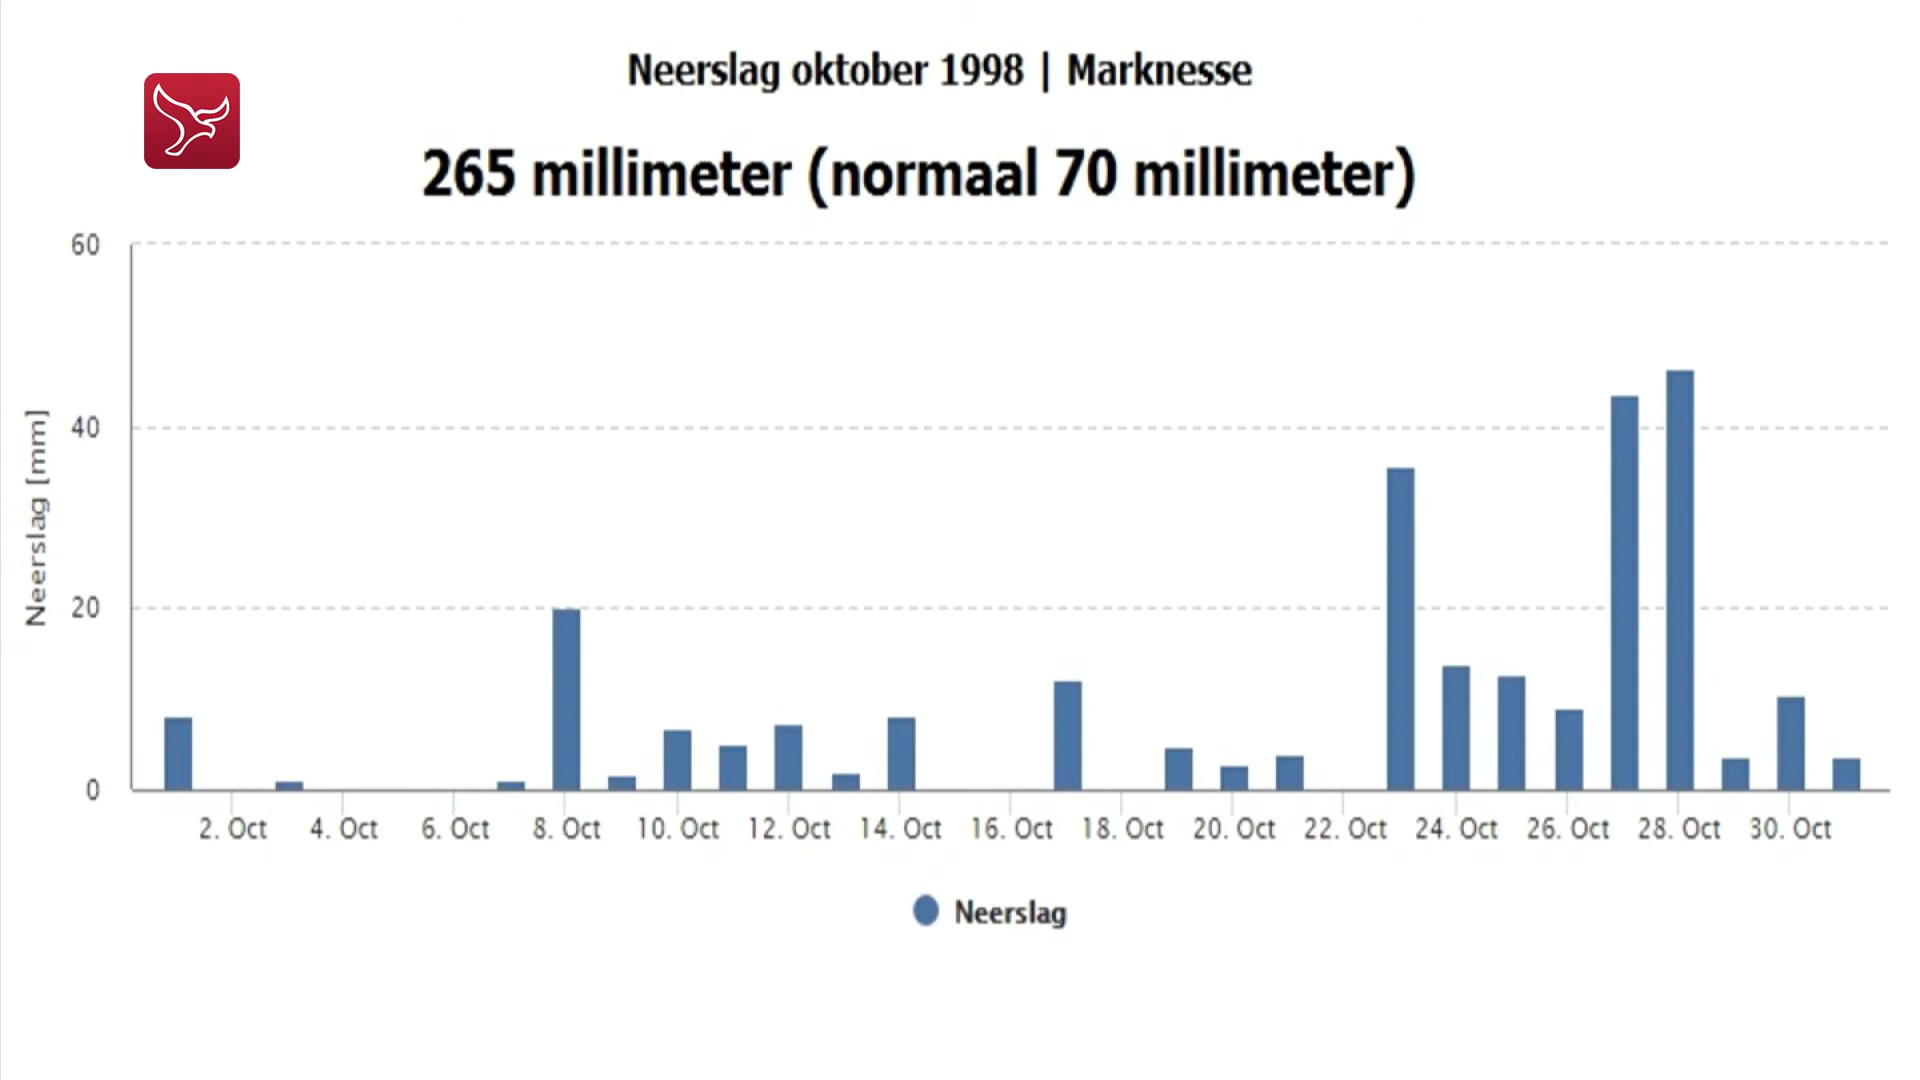 Neerslag oktober 1998 | Marknesse
265 millimeter (normaal 70 millimeter)
60
40
20
0
Neerslag [mm]
2. Oct 4. Oct 6. Oct 8. Oct 10. Oct 12. Oct 14. Oct 16. Oct 18. Oct 20. Oct 22. Oct 24. Oct 26. Oct 28. Oct 30. Oct
Neerslag